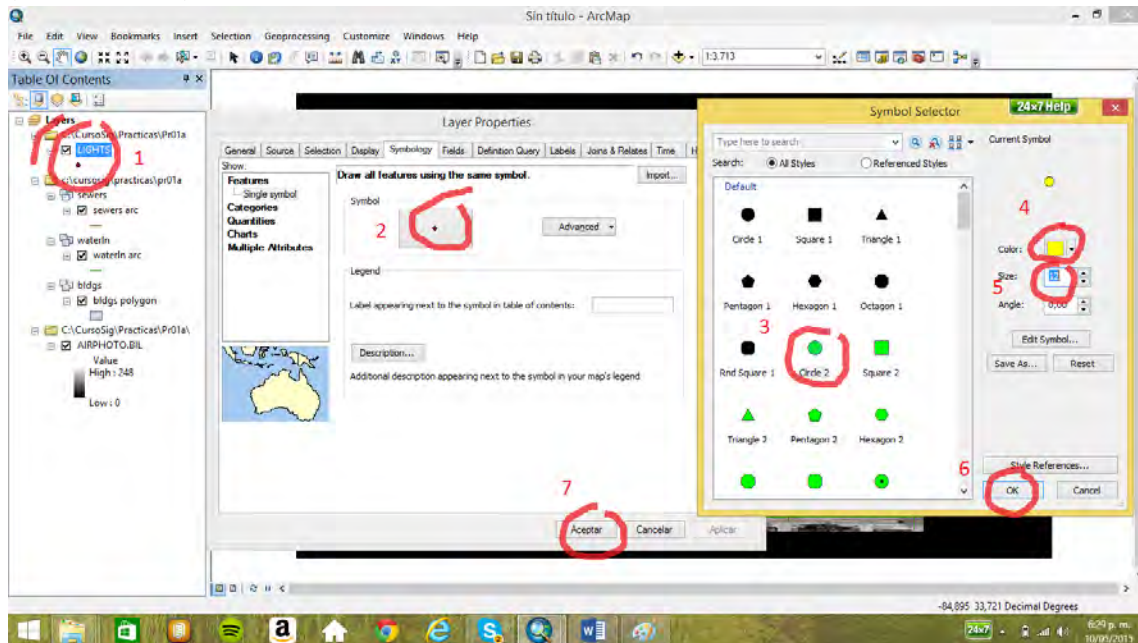 Sin título - ArcMap
File Edit View Bookmarks Insert Selection Geoprocessing Customize Windows Help
1:3.713
Table Of Contents
Layers
C:\CursoSig\Practicas\Pr01a
LIGHTS
1
c:\cursosig\practicas\pr01a
sewers
sewers arc
waterln
waterln arc
bldgs
bldgs polygon
C:\CursoSig\Practicas\Pr01a\
AIRPHOTO.BIL
Value
High : 248
Low : 0
Layer Properties
General Source Selection Display Symbology Fields Definition Query Labels Joins & Relates Time H
Show:
Features
Single symbol
Categories
Quantities
Charts
Multiple Attributes
Draw all features using the same symbol.
Import...
Symbol
2
Advanced
Legend
Label appearing next to the symbol in table of contents:
Description...
Additional description appearing next to the symbol in your map's legend
7
Aceptar Cancelar Aplicar
Symbol Selector
24x7 Help
Type here to search
Search: All Styles Referenced Styles
Default
Circle 1 Square 1 Triangle 1
Pentagon 1 Hexagon 1 Octagon 1
3
Rnd Square 1 Circle 2 Square 2
Triangle 2 Pentagon 2 Hexagon 2
Current Symbol
4
Color:
Size:
5
Angle: 0,00
Edit Symbol...
Save As... Reset
Style References...
6
OK Cancel
-84,895 33,721 Decimal Degrees
24x7
6:29 p. m.